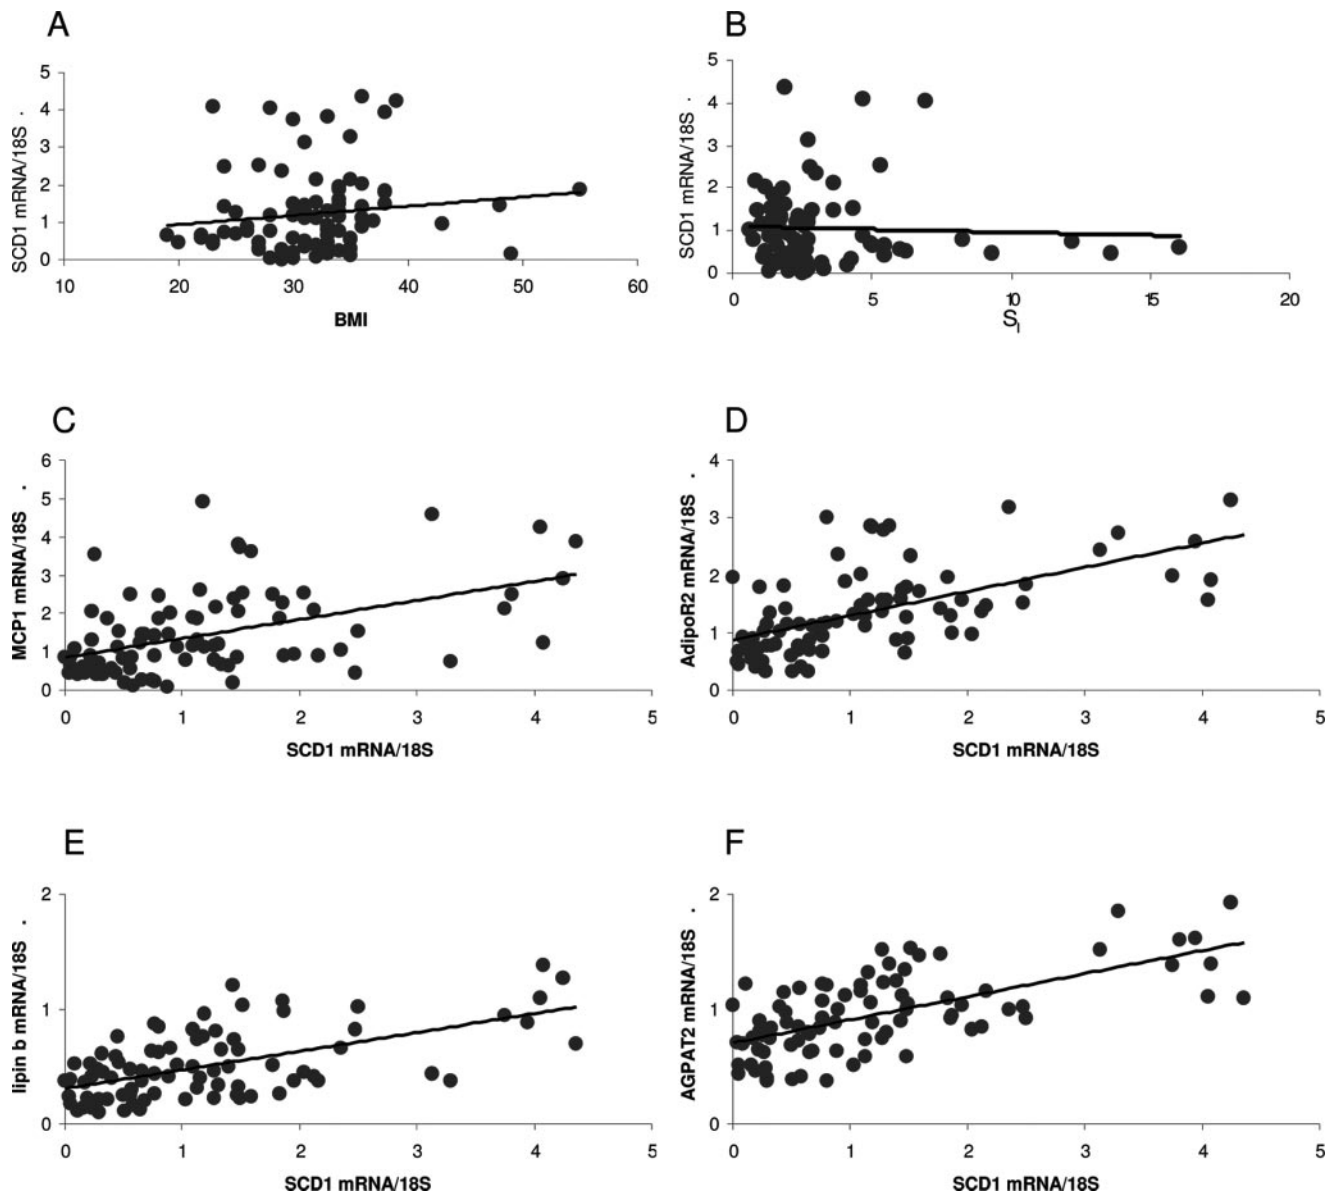 A
SCD1 mRNA/18S .
5
4
3
2
1
0
10 20 30 40 50 60
BMI
B
SCD1 mRNA/18S .
5
4
3
2
1
0
0 5 10 15 20
SI
C
MCP1 mRNA/18S .
6
5
4
3
2
1
0
0 1 2 3 4 5
SCD1 mRNA/18S
D
AdipoR2 mRNA/18S .
4
3
2
1
0
0 1 2 3 4 5
SCD1 mRNA/18S
E
lipin b mRNA/18S .
2
1
0
0 1 2 3 4 5
SCD1 mRNA/18S
F
AGPAT2 mRNA/18S .
2
1
0
0 1 2 3 4 5
SCD1 mRNA/18S